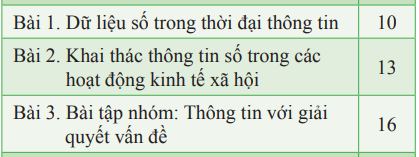 Bài 1. Dữ liệu số trong thời đại thông tin 10
Bài 2. Khai thác thông tin số trong các
hoạt động kinh tế xã hội 13
Bài 3. Bài tập nhóm: Thông tin với giải
quyết vấn đề 16